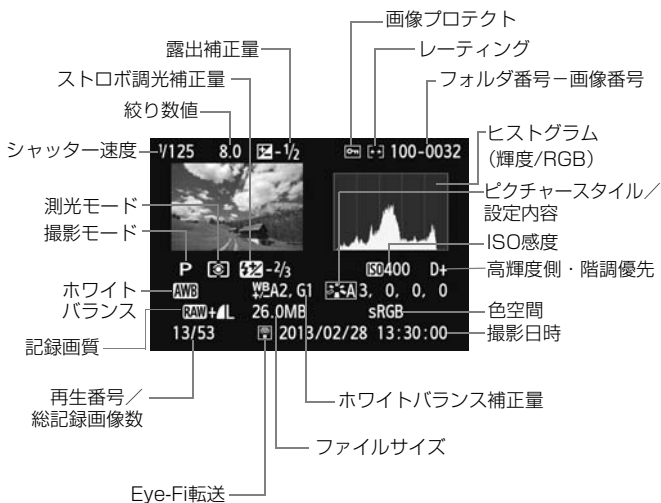 画像プロテクト
レーティング
露出補正量
ストロボ調光補正量
フォルダ番号－画像番号
絞り数値
シャッター速度
1/125 8.0 -1/2 100-0032
ヒストグラム
（輝度/RGB）
ピクチャースタイル／
設定内容
測光モード
撮影モード
ISO感度
P -2/3 ISO400 D+
高輝度側・階調優先
ホワイト
バランス
AWB WB+/-A2, G1 A3, 0, 0, 0
RAW+L 26.0MB sRGB
色空間
13/53 2013/02/28 13:30:00
撮影日時
記録画質
再生番号／
総記録画像数
ホワイトバランス補正量
ファイルサイズ
Eye-Fi転送